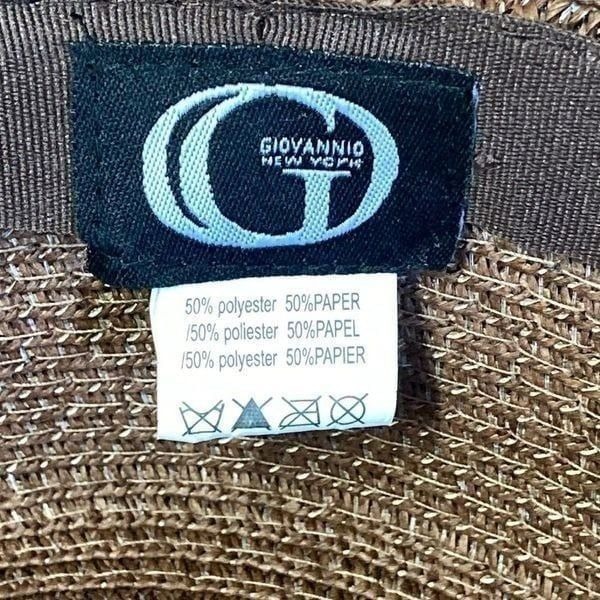 GIOVANNIO
NEW YORK
50% polyester 50%PAPER
/50% poliester 50%PAPEL
/50% polyester 50%PAPIER